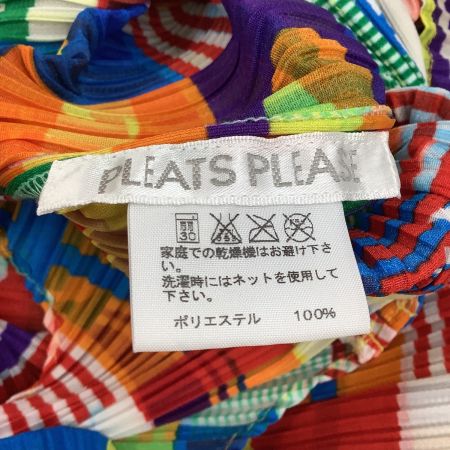 PLEATS PLEASE
30
家庭での乾燥機はお避け下さ
い。
洗濯時にはネットを使用して
下さい。
ポリエステル 100%